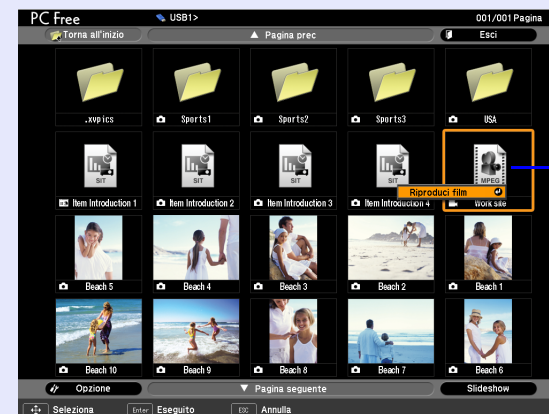 PC Free USB1> 001/001 Pagina
Torna all'inizio ▲ Pagina prec Esci
.xvpics Sports1 Sports2 Sports3 USA
SIT SIT SIT SIT MPEG
Riproduci film
Item Introduction 1 Item Introduction 2 Item Introduction 3 Item Introduction 4 Work site
Beach 5 Beach 4 Beach 3 Beach 2 Beach 1
Beach 10 Beach 9 Beach 8 Beach 7 Beach 6
Opzione ▼ Pagina seguente Slideshow
Seleziona Enter Eseguito ESC Annulla